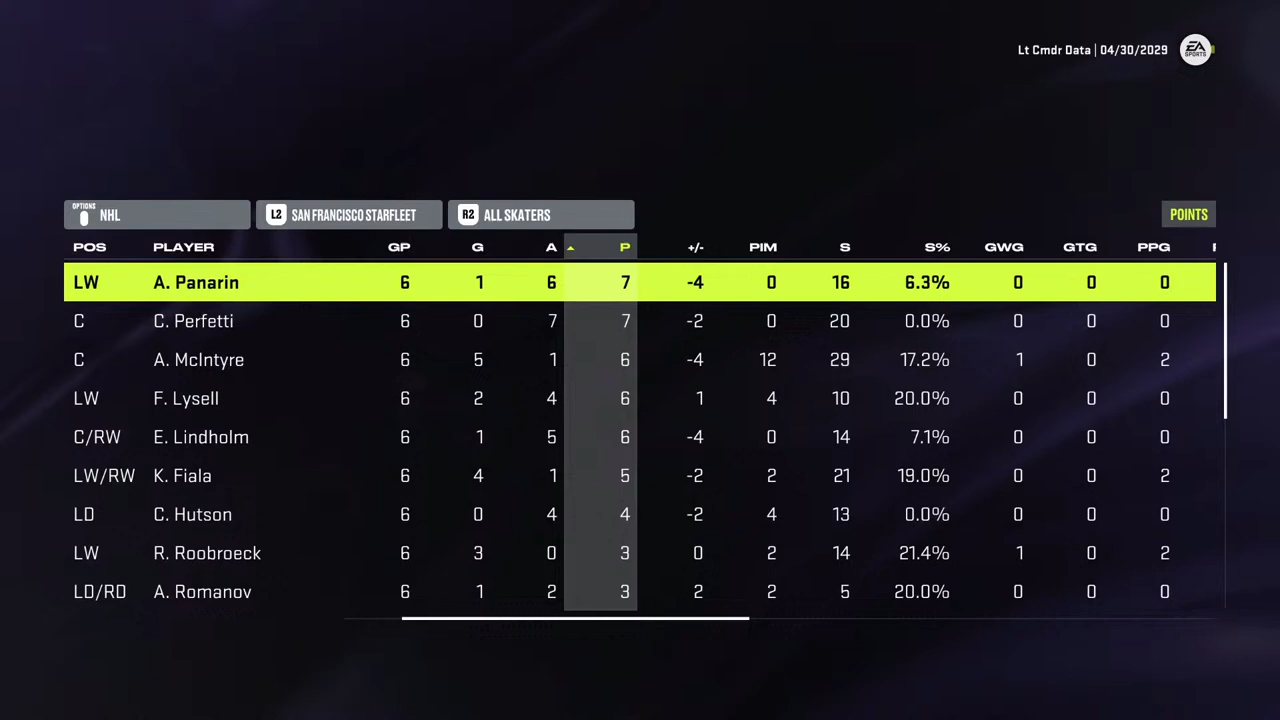 Lt Cmdr Data | 04/30/2029
EA SPORTS
OPTIONS NHL L2 SAN FRANCISCO STARFLEET R2 ALL SKATERS POINTS
POS PLAYER GP G A P +/- PIM S S% GWG GTG PPG
LW A. Panarin 6 1 6 7 -4 0 16 6.3% 0 0 0
C C. Perfetti 6 0 7 7 -2 0 20 0.0% 0 0 0
C A. McIntyre 6 5 1 6 -4 12 29 17.2% 1 0 2
LW F. Lysell 6 2 4 6 1 4 10 20.0% 0 0 0
C/RW E. Lindholm 6 1 5 6 -4 0 14 7.1% 0 0 0
LW/RW K. Fiala 6 4 1 5 -2 2 21 19.0% 0 0 2
LD C. Hutson 6 0 4 4 -2 4 13 0.0% 0 0 0
LW R. Roobroeck 6 3 0 3 0 2 14 21.4% 1 0 2
LD/RD A. Romanov 6 1 2 3 2 2 5 20.0% 0 0 0